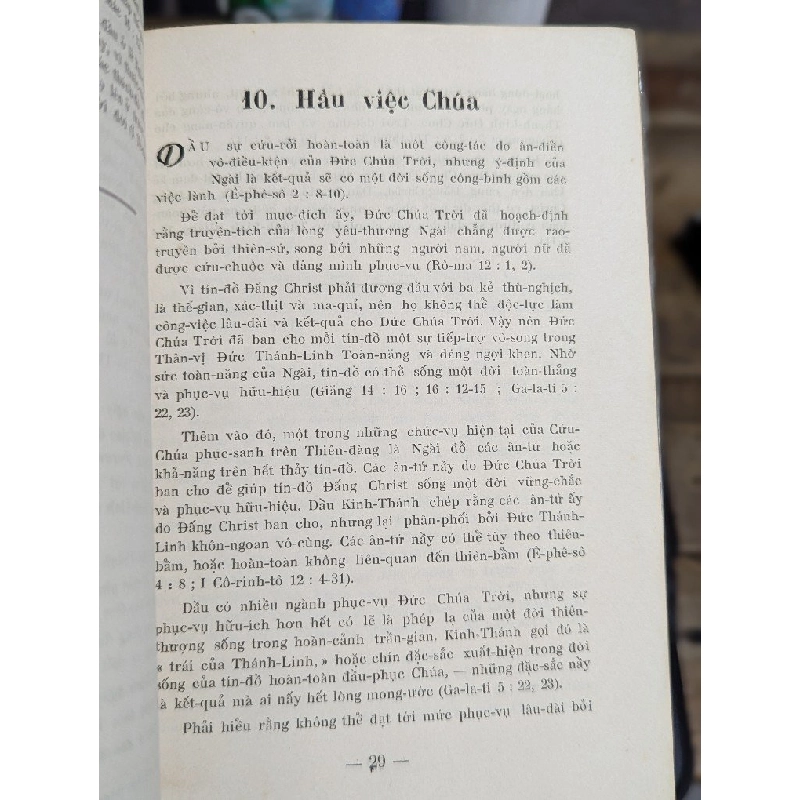 10. Hầu việc Chúa
DẦU sự cứu-rỗi hoàn-toàn là một công-tác do ân-điển
vô-điều-kiện của Đức Chúa Trời, nhưng ý-định của
Ngài là kết-quả sẽ có một đời sống công-bình gồm các
việc lành (Ê-phê-sô 2 : 8-10).
Để đạt tới mục-đích ấy, Đức Chúa Trời đã hoạch-định
rằng truyện-tích của lòng yêu-thương Ngài chẳng được rao-
truyền bởi thiên-sứ, song bởi những người nam, người nữ đã
được cứu-chuộc và dâng mình phục-vụ (Rô-ma 12 : 1, 2).
Vì tín-đồ Đấng Christ phải đương đầu với ba kẻ thù-nghịch,
là thế-gian, xác-thịt và ma-quỉ, nên họ không thể độc-lực làm
công-việc lâu-dài và kết-quả cho Đức Chúa Trời. Vậy nên Đức
Chúa Trời đã ban cho mỗi tín-đồ một sự tiếp-trợ vô-song trong
Thân-vị Đức Thánh-Linh Toàn-năng và đáng ngợi khen. Nhờ
sức toàn-năng của Ngài, tín-đồ có thể sống một đời toàn-thắng
và phục-vụ hữu-hiệu (Giăng 14 : 16 ; 16 : 12-15 ; Ga-la-ti 5 :
22, 23).
Thêm vào đó, một trong những chức-vụ hiện tại của Cứu-
Chúa phục-sanh trên Thiên-đàng là Ngài đổ các ân-tứ hoặc
khả-năng trên hết thảy tín-đồ. Các ân-tứ nầy do Đức Chúa Trời
ban cho để giúp tín-đồ Đấng Christ sống một đời vững-chắc
và phục-vụ hữu-hiệu. Dầu Kinh-Thánh chép rằng các ân-tứ ấy
do Đấng Christ ban cho, nhưng lại phân-phối bởi Đức Thánh-
Linh khôn-ngoan vô-cùng. Các ân-tứ nầy có thể tùy theo thiên-
bẩm, hoặc hoàn-toàn không liên-quan đến thiên-bẩm (Ê-phê-sô
4 : 8 ; I Cô-rinh-tô 12 : 4-31).
Dầu có nhiều ngành phục-vụ Đức Chúa Trời, nhưng sự
phục-vụ hữu-ích hơn hết có lẽ là phép lạ của một đời thiên-
thượng sống trong hoàn-cảnh trần-gian. Kinh-Thánh gọi đó là
« trái của Thánh-Linh, » hoặc chín đặc-sắc xuất-hiện trong đời
sống của tín-đồ hoàn-toàn đầu-phục Chúa, — những đặc-sắc nầy
là kết-quả mà ai nấy hết lòng mong-ước (Ga-la-ti 5 : 22, 23).
Phải hiểu rằng không thể đạt tới mức phục-vụ lâu-dài bởi
— 29 —